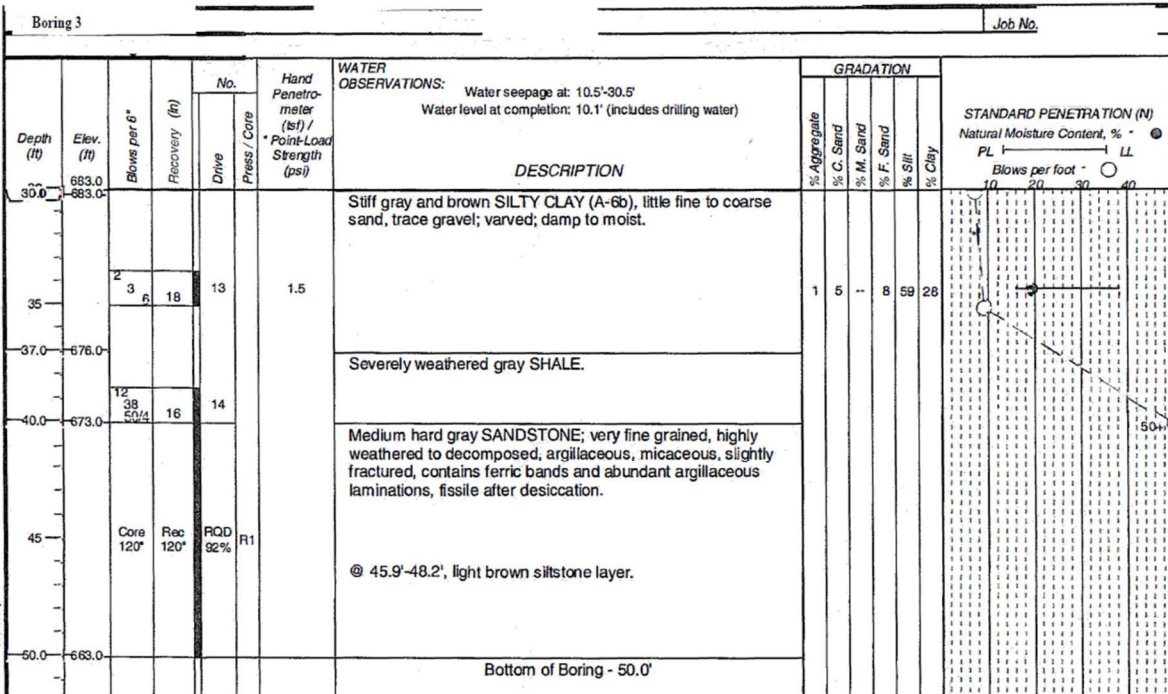 Boring 3
Job No.
Depth (ft)
Elev. (ft)
Blows per 6"
Recovery (in)
No.
Drive
Press / Core
Hand
Penetro-
meter
(tsf) /
* Point-Load
Strength
(psi)
WATER
OBSERVATIONS:
Water seepage at: 10.5'-30.5'
Water level at completion: 10.1' (includes drilling water)
DESCRIPTION
GRADATION
% Aggregate
% C. Sand
% M. Sand
% F. Sand
% Silt
% Clay
STANDARD PENETRATION (N)
Natural Moisture Content, % -
PL LL
Blows per foot -
10 20 30 40
683.0
30.0 683.0
Stiff gray and brown SILTY CLAY (A-6b), little fine to coarse
sand, trace gravel; varved; damp to moist.
2
3
6 18 13 1.5 1 5 -- 8 59 28
35
37.0 676.0
Severely weathered gray SHALE.
12
38
50/4 16 14
40.0 673.0
50+
Medium hard gray SANDSTONE; very fine grained, highly
weathered to decomposed, argillaceous, micaceous, slightly
fractured, contains ferric bands and abundant argillaceous
laminations, fissile after desiccation.
45
Core
120"
Rec
120"
RQD
92%
R1
@ 45.9'-48.2', light brown siltstone layer.
50.0 663.0
Bottom of Boring - 50.0'